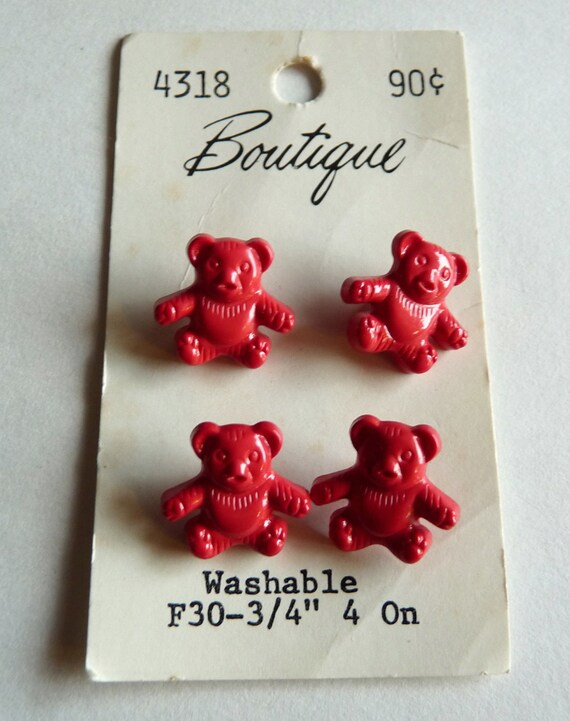 4318 90¢
Boutique
Washable
F30-3/4" 4 On